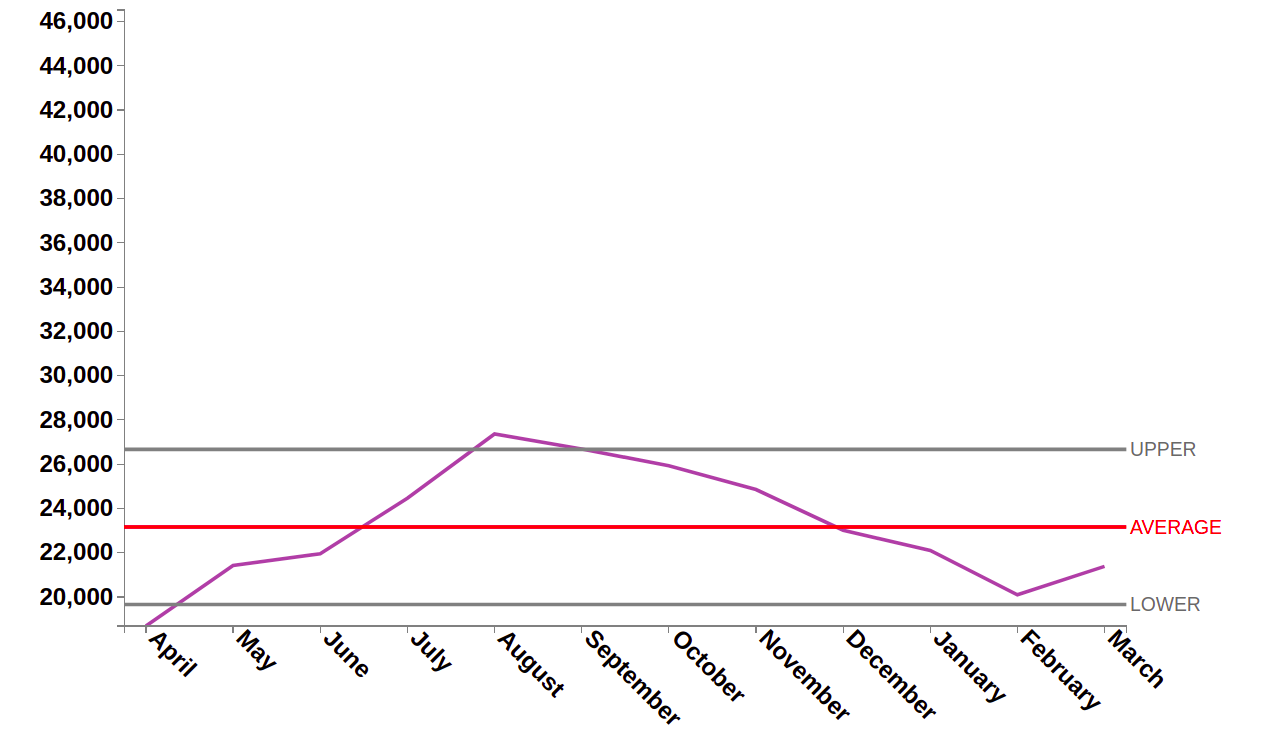 46,000
44,000
42,000
40,000
38,000
36,000
34,000
32,000
30,000
28,000
26,000
24,000
22,000
20,000
UPPER
AVERAGE
LOWER
April
May
June
July
August
September
October
November
December
January
February
March